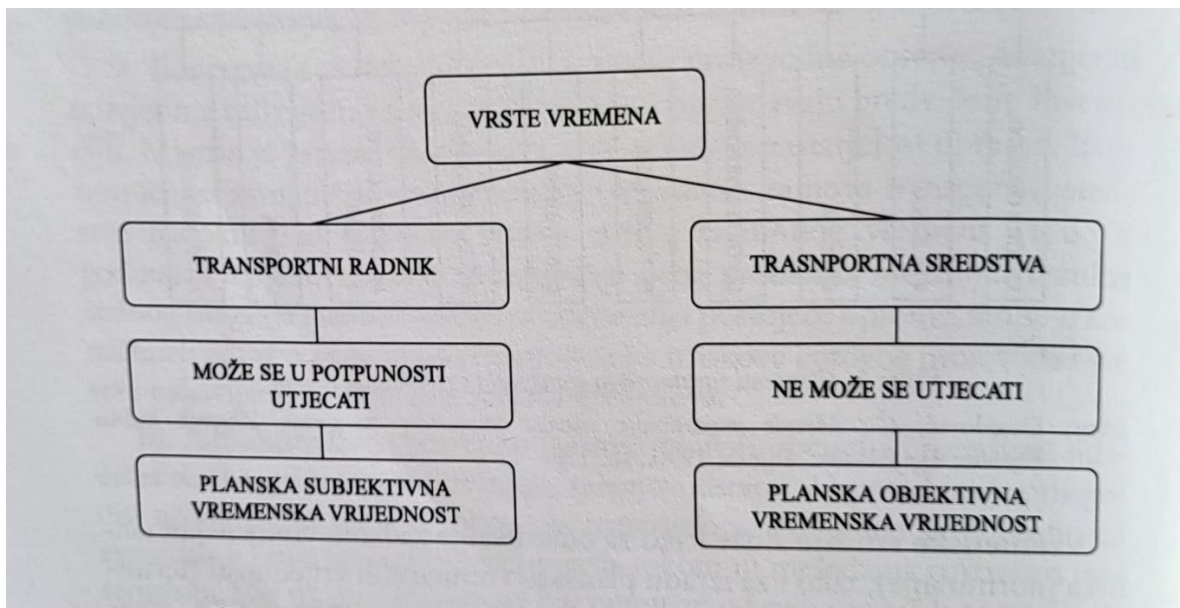 VRSTE VREMENA
TRANSPORTNI RADNIK
TRASNPORTNA SREDSTVA
MOŽE SE U POTPUNOSTI
UTJECATI
NE MOŽE SE UTJECATI
PLANSKA SUBJEKTIVNA
VREMENSKA VRIJEDNOST
PLANSKA OBJEKTIVNA
VREMENSKA VRIJEDNOST